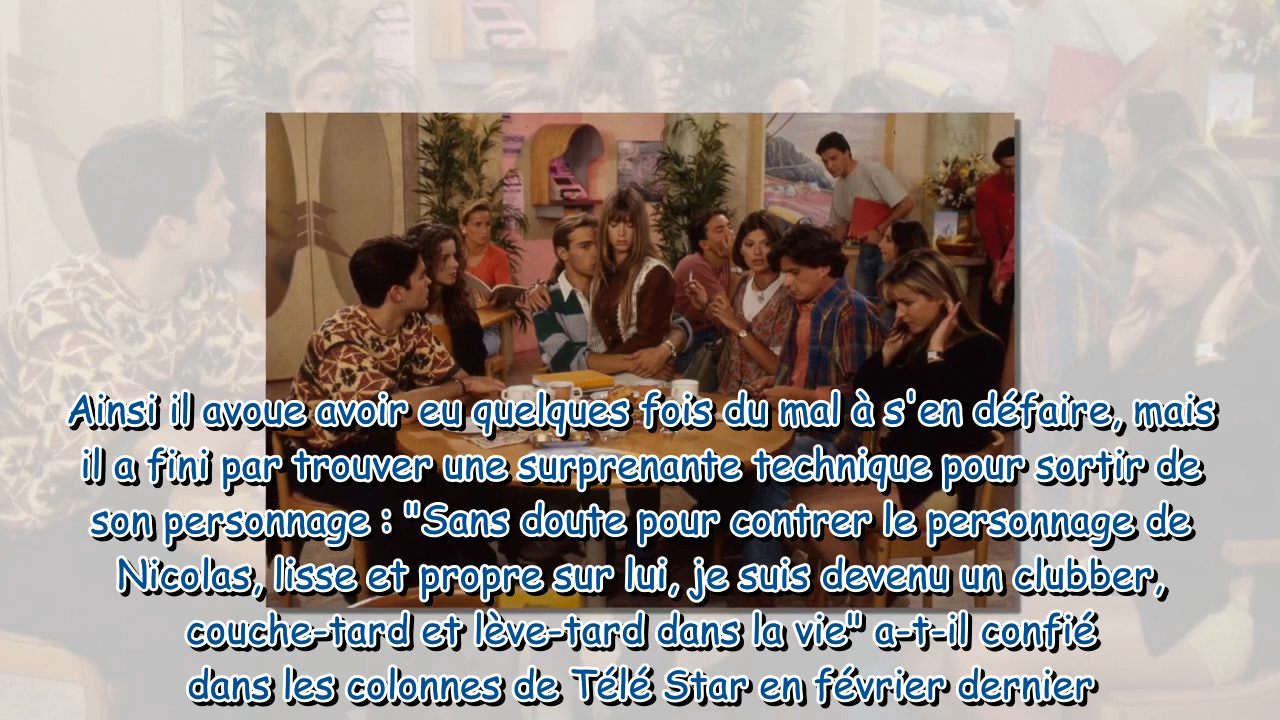 Ainsi il avoue avoir eu quelques fois du mal à s'en défaire, mais
il a fini par trouver une surprenante technique pour sortir de
son personnage : "Sans doute pour contrer le personnage de
Nicolas, lisse et propre sur lui, je suis devenu un clubber,
couche-tard et lève-tard dans la vie" a-t-il confié
dans les colonnes de Télé Star en février dernier